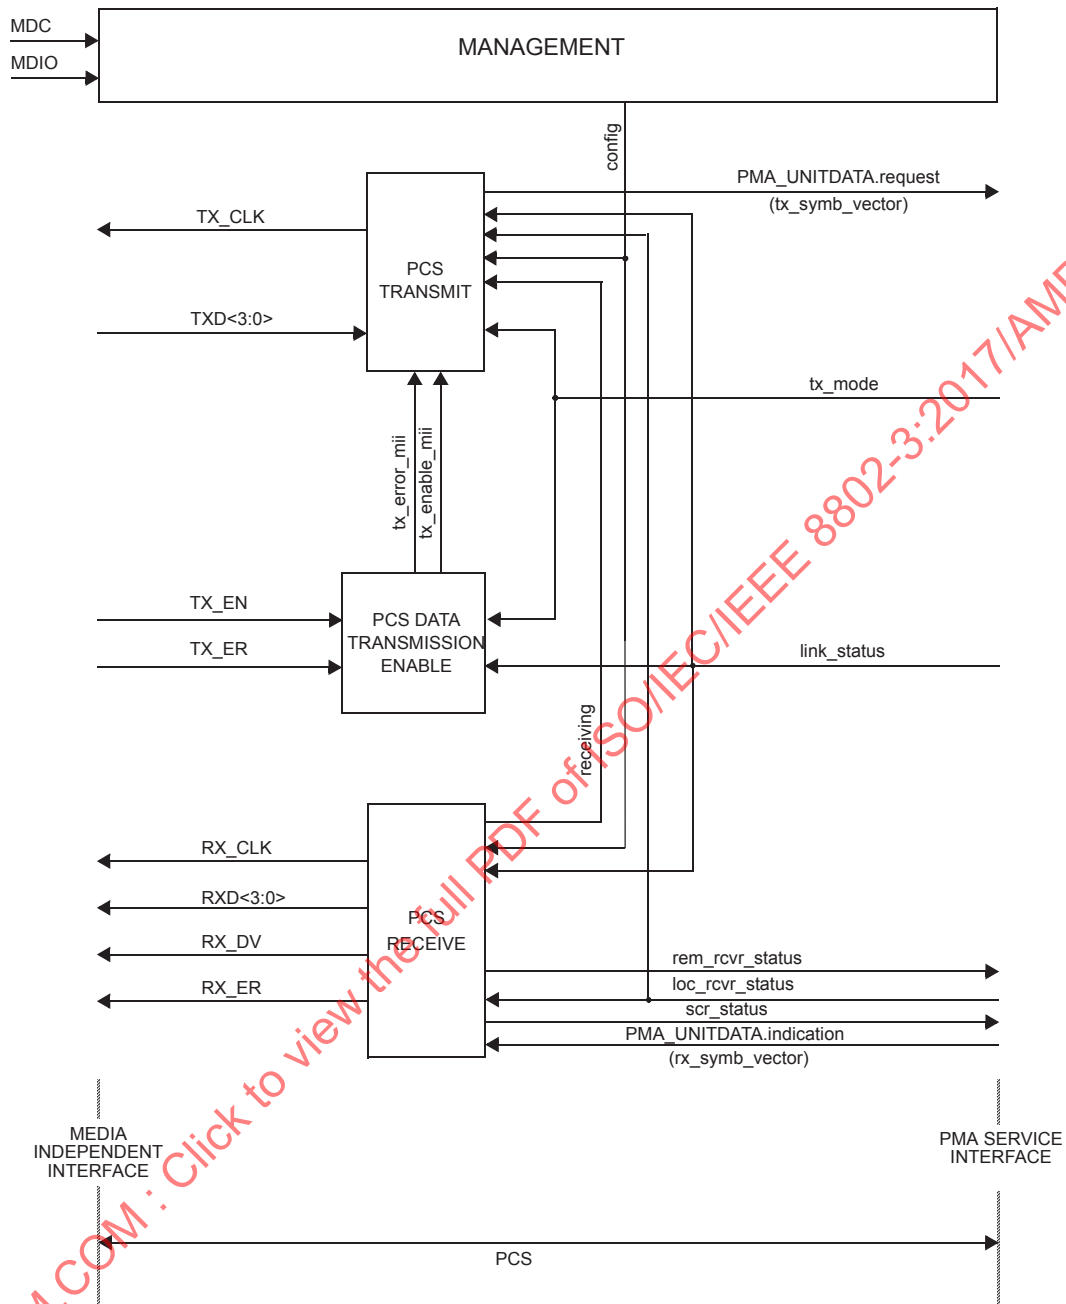 MDC
MANAGEMENT
MDIO
config
PMA_UNITDATA.request
(tx_symb_vector)
TX_CLK
PCS
TRANSMIT
TXD<3:0>
tx_mode
tx_error_mii
tx_enable_mii
TX_EN
PCS DATA
TRANSMISSION
ENABLE
TX_ER
link_status
receiving
RX_CLK
RXD<3:0>
PCS
RECEIVE
RX_DV
RX_ER
rem_rcvr_status
loc_rcvr_status
scr_status
PMA_UNITDATA.indication
(rx_symb_vector)
MEDIA
INDEPENDENT
INTERFACE
PMA SERVICE
INTERFACE
PCS
.COM : Click to view the full PDF of ISO/IEC/IEEE 8802-3:2017/AM